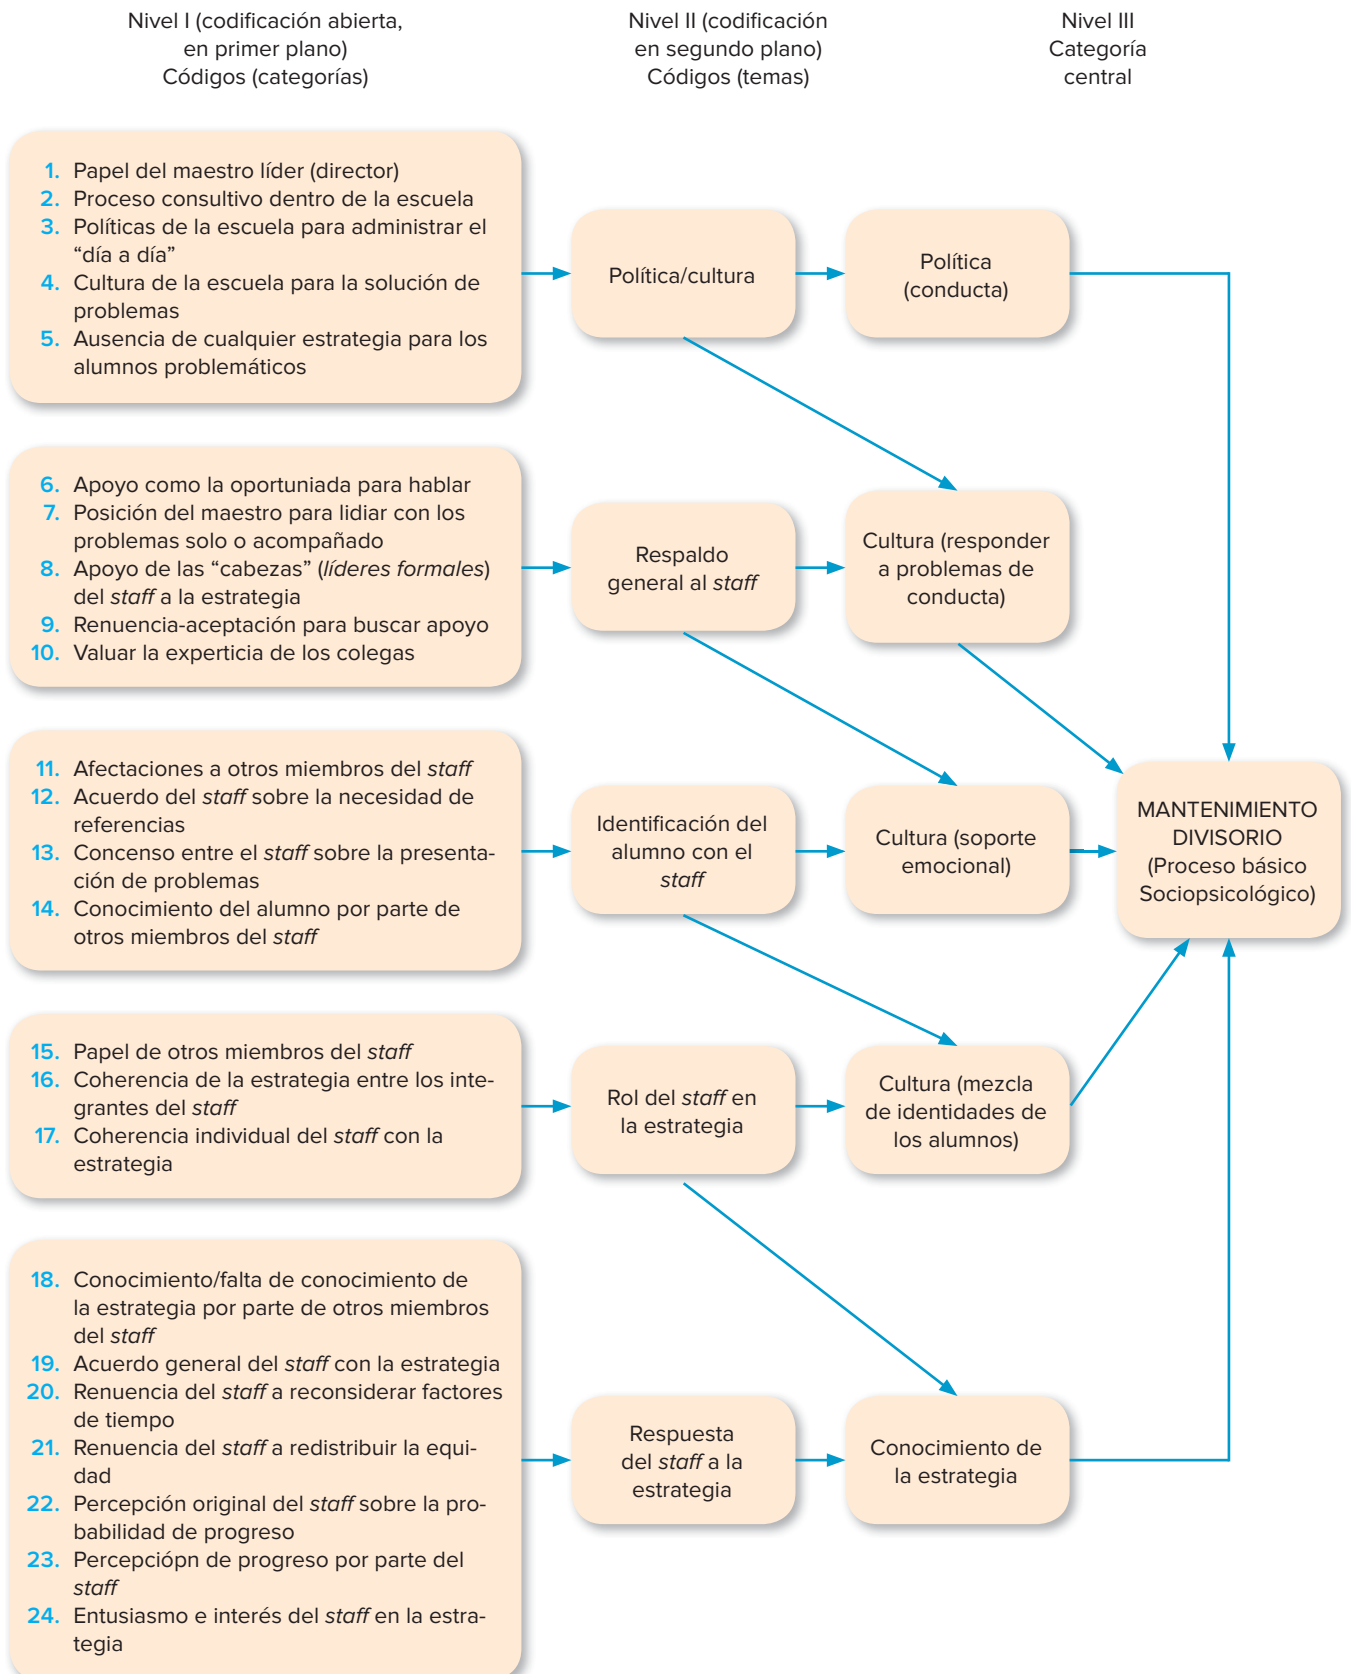 Nivel I (codificación abierta,
en primer plano)
Códigos (categorías)
Nivel II (codificación
en segundo plano)
Códigos (temas)
Nivel III
Categoría
central
1. Papel del maestro líder (director)
2. Proceso consultivo dentro de la escuela
3. Políticas de la escuela para administrar el
“día a día”
4. Cultura de la escuela para la solución de
problemas
5. Ausencia de cualquier estrategia para los
alumnos problemáticos
Política/cultura
Política
(conducta)
6. Apoyo como la oportuniada para hablar
7. Posición del maestro para lidiar con los
problemas solo o acompañado
8. Apoyo de las “cabezas” (líderes formales)
del staff a la estrategia
9. Renuencia-aceptación para buscar apoyo
10. Valuar la experticia de los colegas
Respaldo
general al staff
Cultura (responder
a problemas de
conducta)
11. Afectaciones a otros miembros del staff
12. Acuerdo del staff sobre la necesidad de
referencias
13. Concenso entre el staff sobre la presenta-
ción de problemas
14. Conocimiento del alumno por parte de
otros miembros del staff
Identificación del
alumno con el
staff
Cultura (soporte
emocional)
MANTENIMIENTO
DIVISORIO
(Proceso básico
Sociopsicológico)
15. Papel de otros miembros del staff
16. Coherencia de la estrategia entre los inte-
grantes del staff
17. Coherencia individual del staff con la
estrategia
Rol del staff en
la estrategia
Cultura (mezcla
de identidades de
los alumnos)
18. Conocimiento/falta de conocimiento de
la estrategia por parte de otros miembros
del staff
19. Acuerdo general del staff con la estrategia
20. Renuencia del staff a reconsiderar factores
de tiempo
21. Renuencia del staff a redistribuir la equi-
dad
22. Percepción original del staff sobre la pro-
babilidad de progreso
23. Percepciópn de progreso por parte del
staff
24. Entusiasmo e interés del staff en la estra-
tegia
Respuesta
del staff a la
estrategia
Conocimiento de
la estrategia